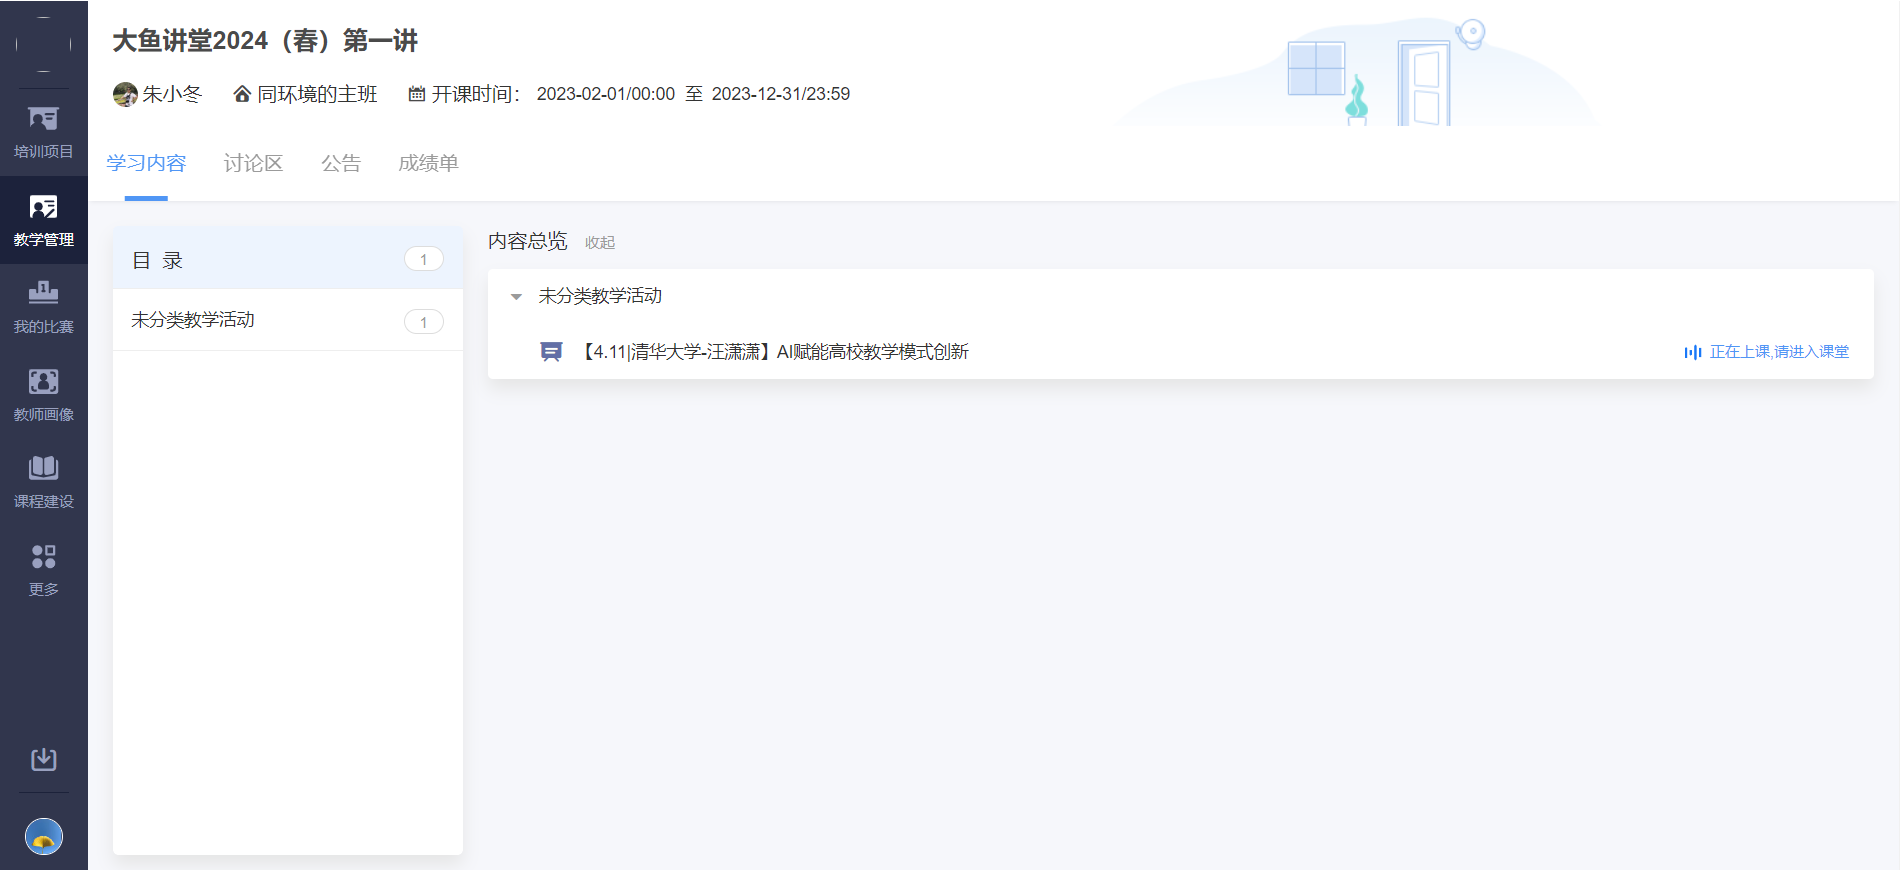 大鱼讲堂2024（春）第一讲
朱小冬 同环境的主班 开课时间： 2023-02-01/00:00 至 2023-12-31/23:59
学习内容 讨论区 公告 成绩单
培训项目
教学管理
我的比赛
教师画像
课程建设
更多
目 录 1
未分类教学活动 1
内容总览 收起
未分类教学活动
【4.11|清华大学-汪潇潇】AI赋能高校教学模式创新 正在上课,请进入课堂